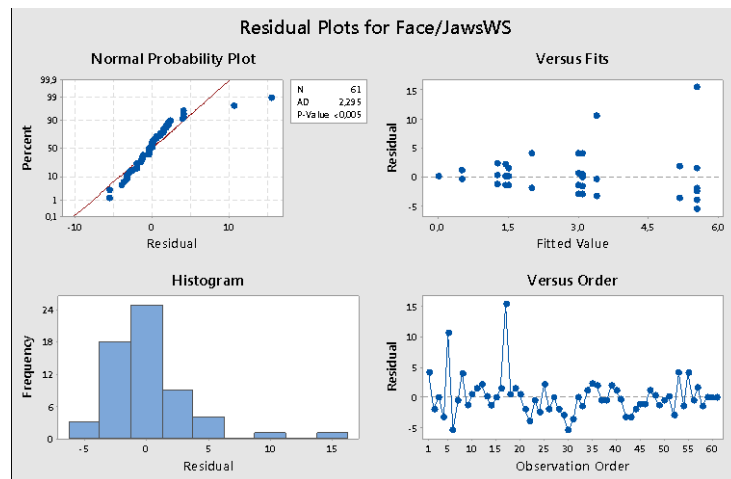 Residual Plots for Face/JawsWS
Normal Probability Plot
99,9
99
90
50
10
1
0,1
Percent
-10 0 10
Residual
N 61
AD 2,295
P-Value <0,005
Versus Fits
15
10
5
0
-5
Residual
0,0 1,5 3,0 4,5 6,0
Fitted Value
Histogram
24
18
12
6
0
Frequency
-5 0 5 10 15
Residual
Versus Order
15
10
5
0
-5
Residual
1 5 10 15 20 25 30 35 40 45 50 55 60
Observation Order